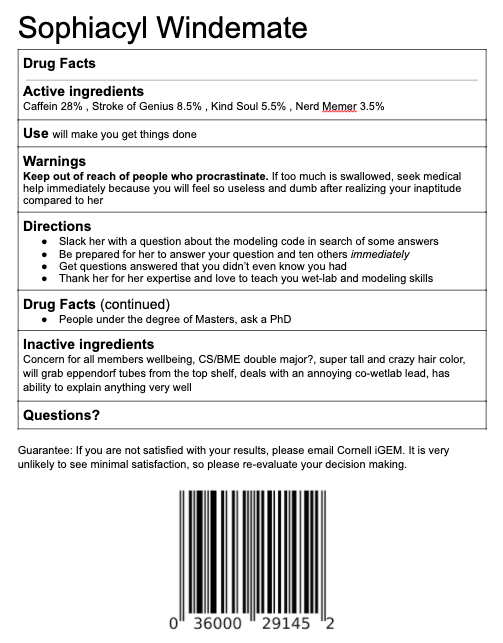 Sophiacyl Windemate
Drug Facts
Active ingredients
Caffein 28% , Stroke of Genius 8.5% , Kind Soul 5.5% , Nerd Memer 3.5%
Use will make you get things done
Warnings
Keep out of reach of people who procrastinate. If too much is swallowed, seek medical
help immediately because you will feel so useless and dumb after realizing your inaptitude
compared to her
Directions
● Slack her with a question about the modeling code in search of some answers
● Be prepared for her to answer your question and ten others immediately
● Get questions answered that you didn’t even know you had
● Thank her for her expertise and love to teach you wet-lab and modeling skills
Drug Facts (continued)
● People under the degree of Masters, ask a PhD
Inactive ingredients
Concern for all members wellbeing, CS/BME double major?, super tall and crazy hair color,
will grab eppendorf tubes from the top shelf, deals with an annoying co-wetlab lead, has
ability to explain anything very well
Questions?
Guarantee: If you are not satisfied with your results, please email Cornell iGEM. It is very
unlikely to see minimal satisfaction, so please re-evaluate your decision making.
0 36000 29145 2